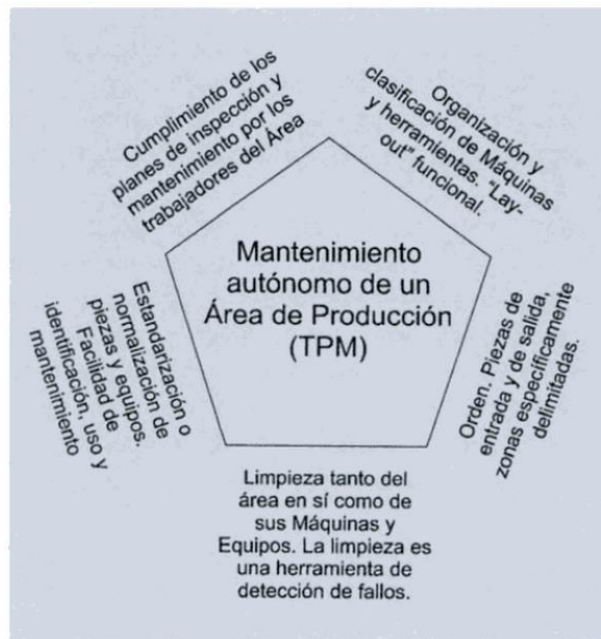 Cumplimiento de los
planes de inspección y
mantenimiento por los
trabajadores del Área
Organización y
clasificación de Máquinas
y herramientas. "Lay-
out" funcional.
Mantenimiento
autónomo de un
Área de Producción
(TPM)
Estandarización o
normalización de
piezas y equipos.
Facilidad de
identificación, uso y
mantenimiento
Orden. Piezas de
entrada y de salida,
zonas específicamente
delimitadas.
Limpieza tanto del
área en sí como de
sus Máquinas y
Equipos. La limpieza es
una herramienta de
detección de fallos.